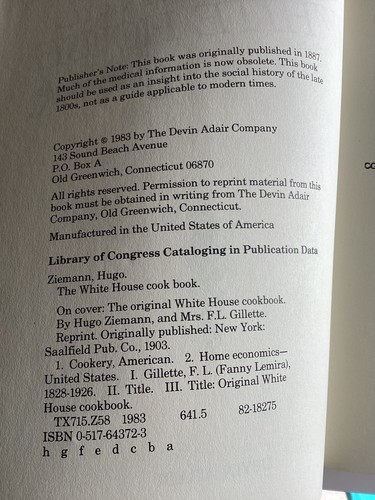 Publisher's Note: This book was originally published in 1887.
Much of the medical information is now obsolete. This book
should be used as an insight into the social history of the late
1800s, not as a guide applicable to modern times.
Copyright © 1983 by The Devin Adair Company
143 Sound Beach Avenue
P.O. Box A
Old Greenwich, Connecticut 06870
All rights reserved. Permission to reprint material from this
book must be obtained in writing from The Devin Adair
Company, Old Greenwich, Connecticut.
Manufactured in the United States of America
Library of Congress Cataloging in Publication Data
Ziemann, Hugo.
The White House cook book.
On cover: The original White House cookbook.
By Hugo Ziemann, and Mrs. F.L. Gillette.
Reprint. Originally published: New York:
Saalfield Pub. Co., 1903.
1. Cookery, American. 2. Home economics—
United States. I. Gillette, F. L. (Fanny Lemira),
1828-1926. II. Title. III. Title: Original White
House cookbook.
TX715.Z58 1983 641.5 82-18275
ISBN 0-517-64372-3
h g f e d c b a